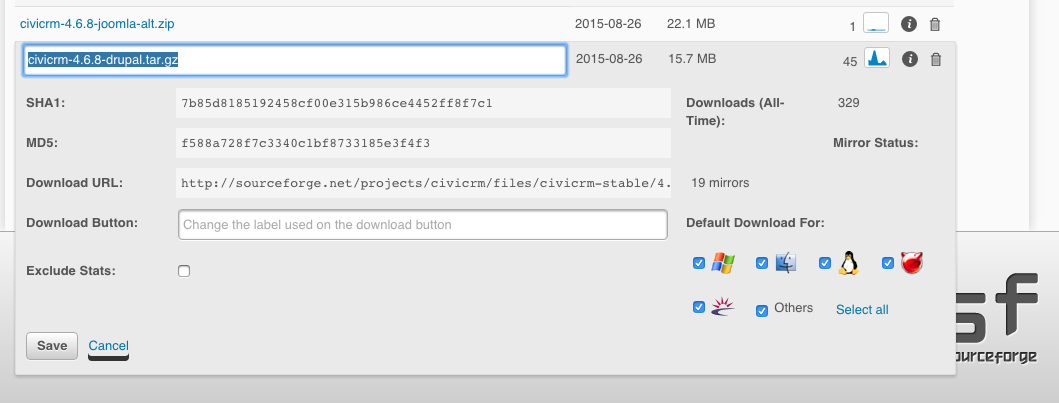 civicrm-4.6.8-joomla-alt.zip 2015-08-26 22.1 MB 1
civicrm-4.6.8-drupal.tar.gz 2015-08-26 15.7 MB 45
SHA1: 7b85d8185192458cf00e315b986ce4452ff8f7c1 Downloads (All-
Time): 329
MD5: f588a728f7c3340c1bf8733185e3f4f3 Mirror Status:
Download URL: http://sourceforge.net/projects/civicrm/files/civicrm-stable/4. 19 mirrors
Download Button: Change the label used on the download button Default Download For:
Exclude Stats:
Others Select all
Save Cancel
sf
ourceforge